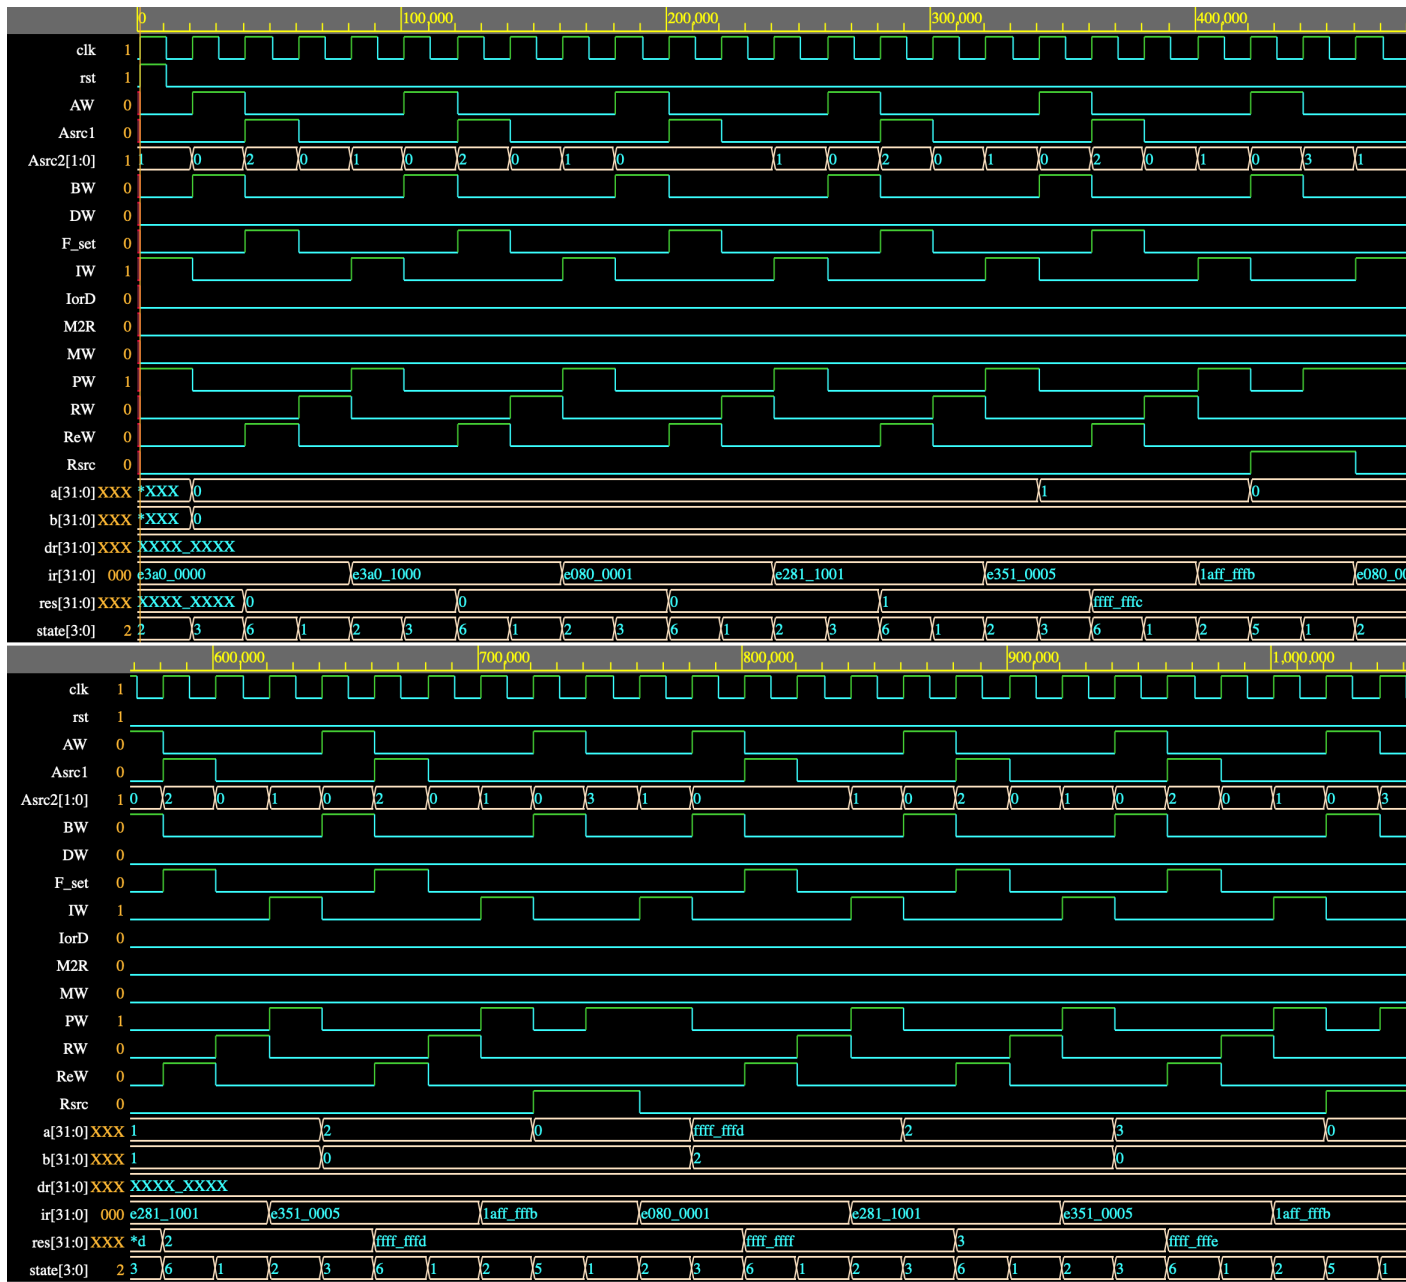 0 100,000 200,000 300,000 400,000
clk 1
rst 1
AW 0
Asrc1 0
Asrc2[1:0] 1 1 0 2 0 1 0 2 0 1 0 1 0 2 0 1 0 2 0 1 0 3 1
BW 0
DW 0
F_set 0
IW 1
IorD 0
M2R 0
MW 0
PW 1
RW 0
ReW 0
Rsrc 0
a[31:0] XXX *XXX 0 1 0
b[31:0] XXX *XXX 0
dr[31:0] XXX XXXX_XXXX
ir[31:0] 000 e3a0_0000 e3a0_1000 e080_0001 e281_1001 e351_0005 1aff_fffb e080_00
res[31:0] XXX XXXX_XXXX 0 0 0 1 ffff_fffc
state[3:0] 2 2 3 6 1 2 3 6 1 2 3 6 1 2 3 6 1 2 3 6 1 2 5 1 2
600,000 700,000 800,000 900,000 1,000,000
clk 1
rst 1
AW 0
Asrc1 0
Asrc2[1:0] 1 0 2 0 1 0 2 0 1 0 3 1 0 1 0 2 0 1 0 2 0 1 0 3
BW 0
DW 0
F_set 0
IW 1
IorD 0
M2R 0
MW 0
PW 1
RW 0
ReW 0
Rsrc 0
a[31:0] XXX 1 2 0 ffff_fffd 2 3 0
b[31:0] XXX 1 0 2 0
dr[31:0] XXX XXXX_XXXX
ir[31:0] 000 e281_1001 e351_0005 1aff_fffb e080_0001 e281_1001 e351_0005 1aff_fffb
res[31:0] XXX *d 2 ffff_fffd ffff_ffff 3 ffff_fffe
state[3:0] 2 3 6 1 2 3 6 1 2 5 1 2 3 6 1 2 3 6 1 2 3 6 1 2 5 1